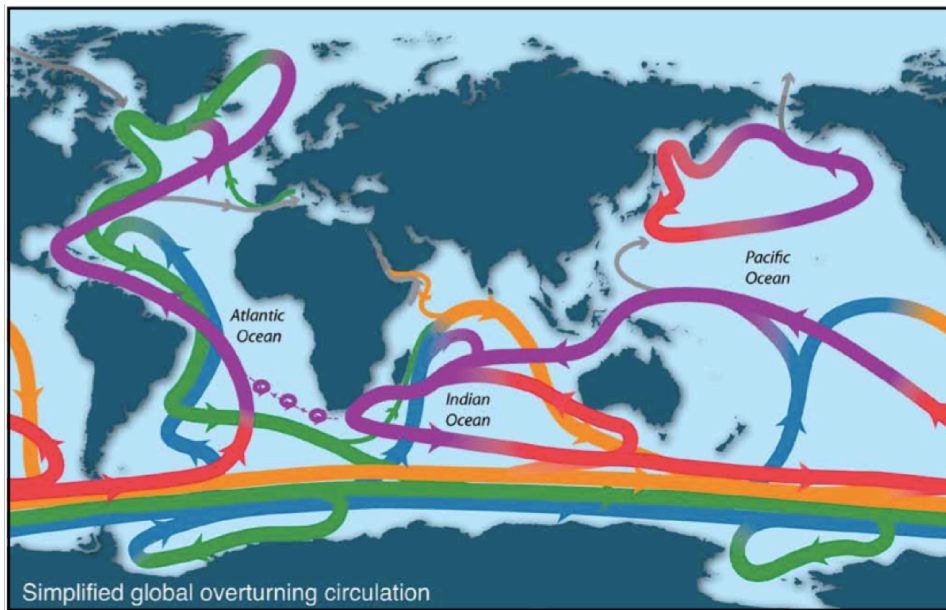 Pacific
Ocean
Atlantic
Ocean
Indian
Ocean
Simplified global overturning circulation